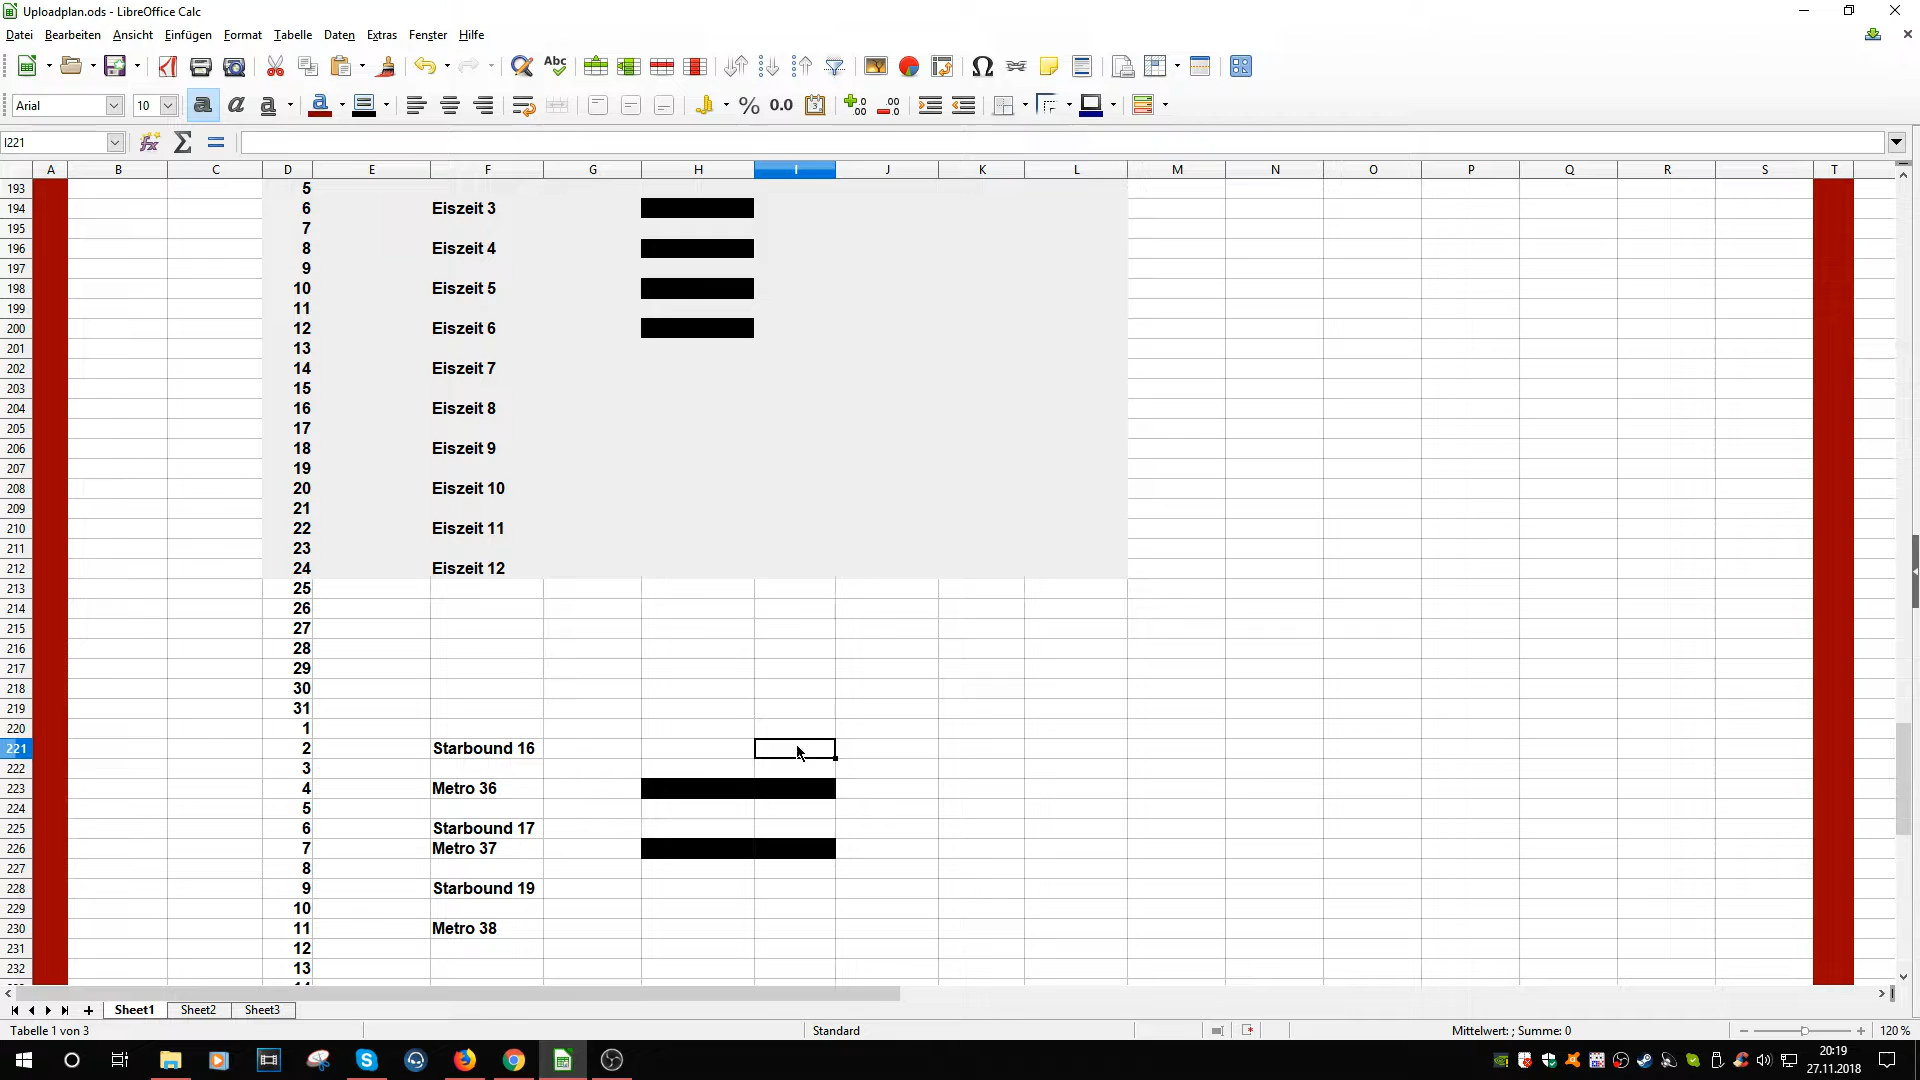 Uploadplan.ods - LibreOffice Calc
Datei Bearbeiten Ansicht Einfügen Format Tabelle Daten Extras Fenster Hilfe
Abc
Arial 10 a a a % 0.0
I221
A B C D E F G H I J K L M N O P Q R S T
193 5
194 6 Eiszeit 3
195 7
196 8 Eiszeit 4
197 9
198 10 Eiszeit 5
199 11
200 12 Eiszeit 6
201 13
202 14 Eiszeit 7
203 15
204 16 Eiszeit 8
205 17
206 18 Eiszeit 9
207 19
208 20 Eiszeit 10
209 21
210 22 Eiszeit 11
211 23
212 24 Eiszeit 12
213 25
214 26
215 27
216 28
217 29
218 30
219 31
220 1
221 2 Starbound 16
222 3
223 4 Metro 36
224 5
225 6 Starbound 17
226 7 Metro 37
227 8
228 9 Starbound 19
229 10
230 11 Metro 38
231 12
232 13
Sheet1 Sheet2 Sheet3
Tabelle 1 von 3 Standard Mittelwert: ; Summe: 0 120 %
20:19
27.11.2018